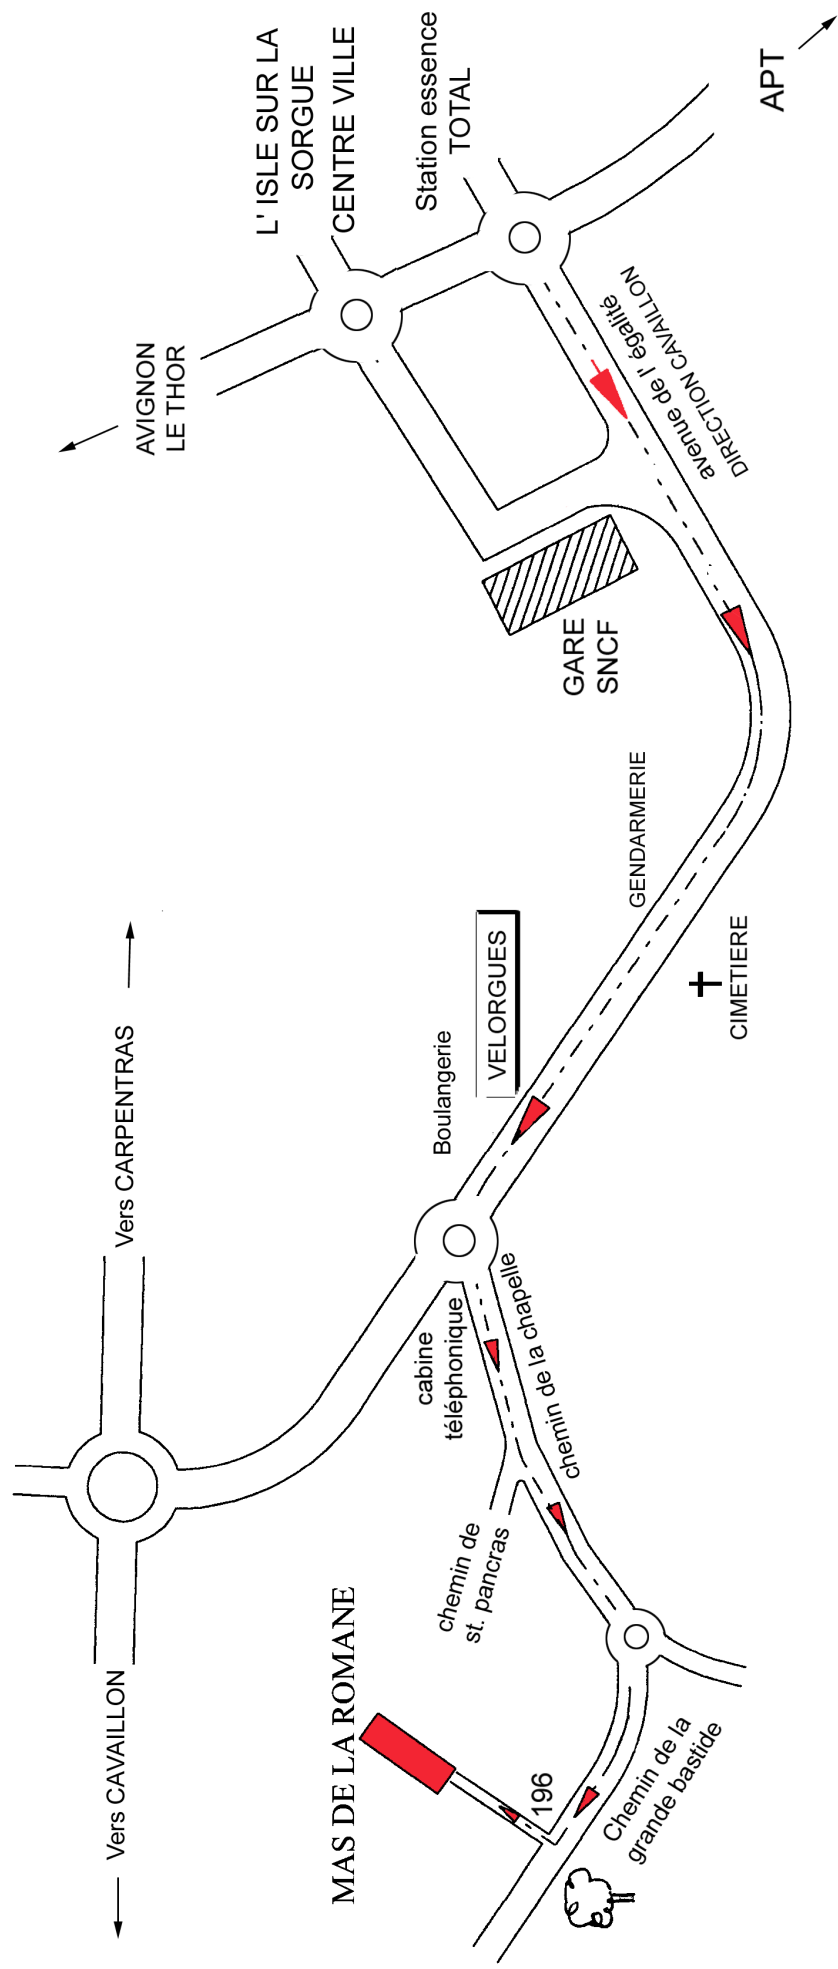 L' ISLE SUR LA
SORGUE
CENTRE VILLE
Station essence
TOTAL
APT
AVIGNON
LE THOR
avenue de l' égalité
DIRECTION CAVAILLON
GARE
SNCF
GENDARMERIE
CIMETIERE
VELORGUES
Boulangerie
Vers CARPENTRAS
cabine
téléphonique
chemin de la chapelle
chemin de
st. pancras
Vers CAVAILLON
MAS DE LA ROMANE
196
Chemin de la
grande bastide